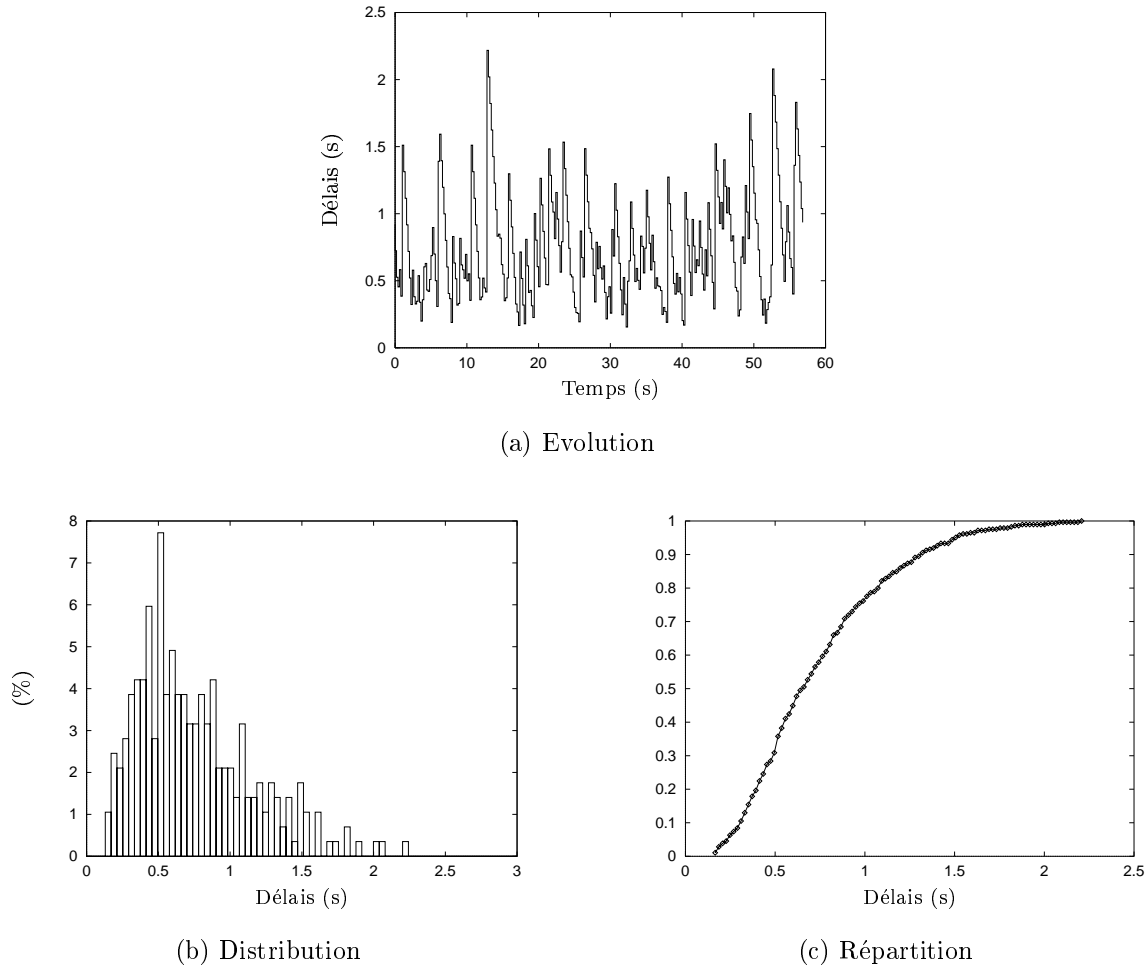 2.5
2
1.5
1
0.5
0
Délais (s)
0 10 20 30 40 50 60
Temps (s)
(a) Evolution
8
7
6
5
4
3
2
1
0
(%)
0 0.5 1 1.5 2 2.5 3
Délais (s)
(b) Distribution
1
0.9
0.8
0.7
0.6
0.5
0.4
0.3
0.2
0.1
0
0 0.5 1 1.5 2 2.5
Délais (s)
(c) Répartition